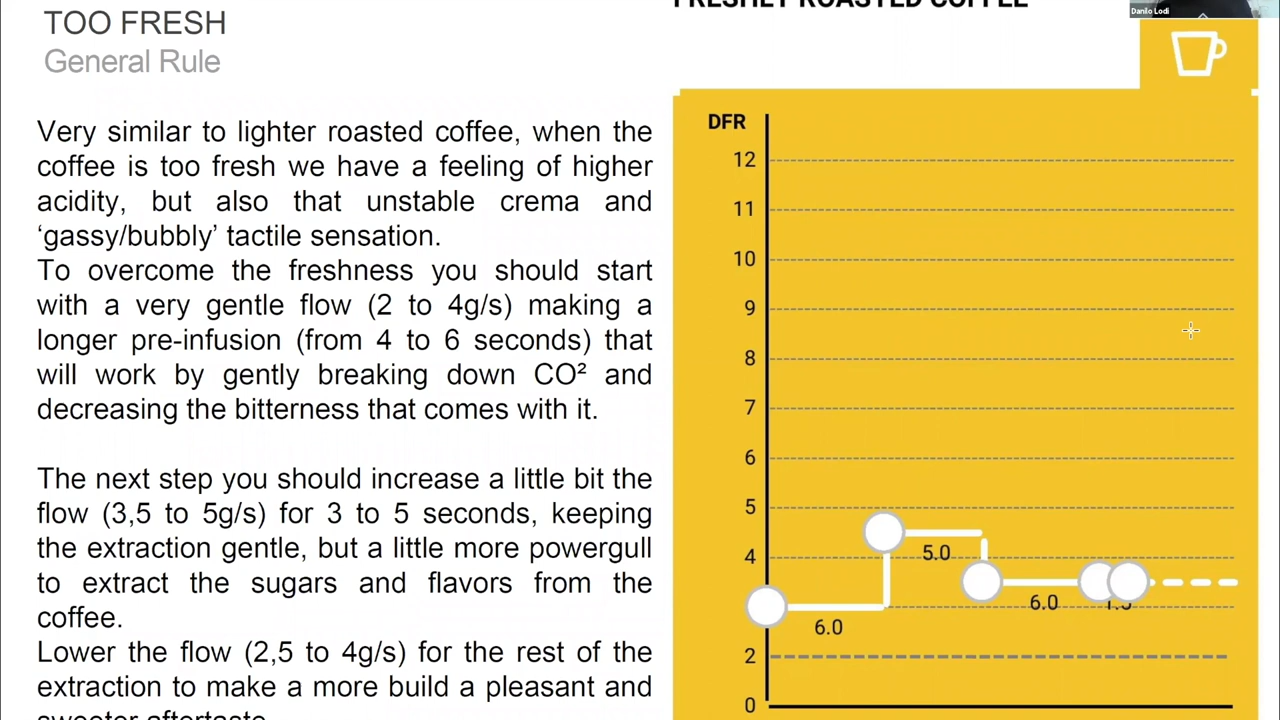 FRESHLY ROASTED COFFEE
Danilo Lodi
TOO FRESH
General Rule
Very similar to lighter roasted coffee, when the
coffee is too fresh we have a feeling of higher
acidity, but also that unstable crema and
‘gassy/bubbly’ tactile sensation.
To overcome the freshness you should start
with a very gentle flow (2 to 4g/s) making a
longer pre-infusion (from 4 to 6 seconds) that
will work by gently breaking down CO² and
decreasing the bitterness that comes with it.
The next step you should increase a little bit the
flow (3,5 to 5g/s) for 3 to 5 seconds, keeping
the extraction gentle, but a little more powergull
to extract the sugars and flavors from the
coffee.
Lower the flow (2,5 to 4g/s) for the rest of the
extraction to make a more build a pleasant and
sweeter aftertaste.
DFR
12
11
10
9
8
7
6
5
4
2
0
6.0
5.0
6.0